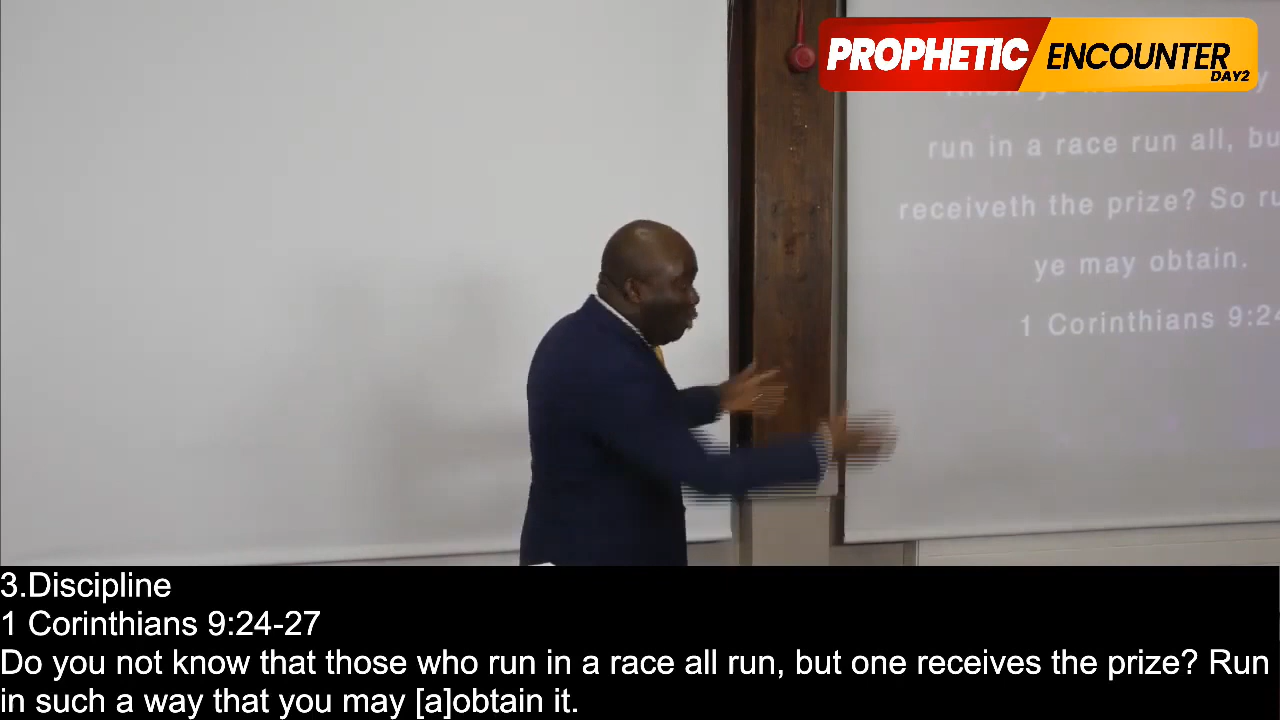 PROPHETIC ENCOUNTER
DAY2
run in a race run all,
receiveth the prize? So
ye may obtain.
1 Corinthians 9:24
3.Discipline
1 Corinthians 9:24-27
Do you not know that those who run in a race all run, but one receives the prize? Run
in such a way that you may [a]obtain it.